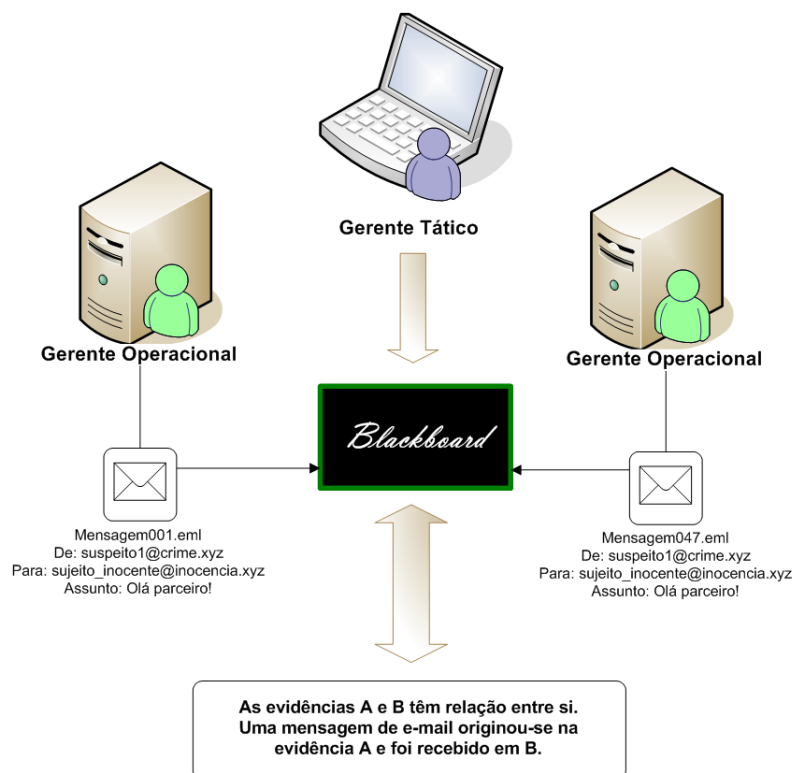 Gerente Tático
Gerente Operacional
Gerente Operacional
Blackboard
Mensagem001.eml
De: suspeito1@crime.xyz
Para: sujeito_inocente@inocencia.xyz
Assunto: Olá parceiro!
Mensagem047.eml
De: suspeito1@crime.xyz
Para: sujeito_inocente@inocencia.xyz
Assunto: Olá parceiro!
As evidências A e B têm relação entre si.
Uma mensagem de e-mail originou-se na
evidência A e foi recebido em B.